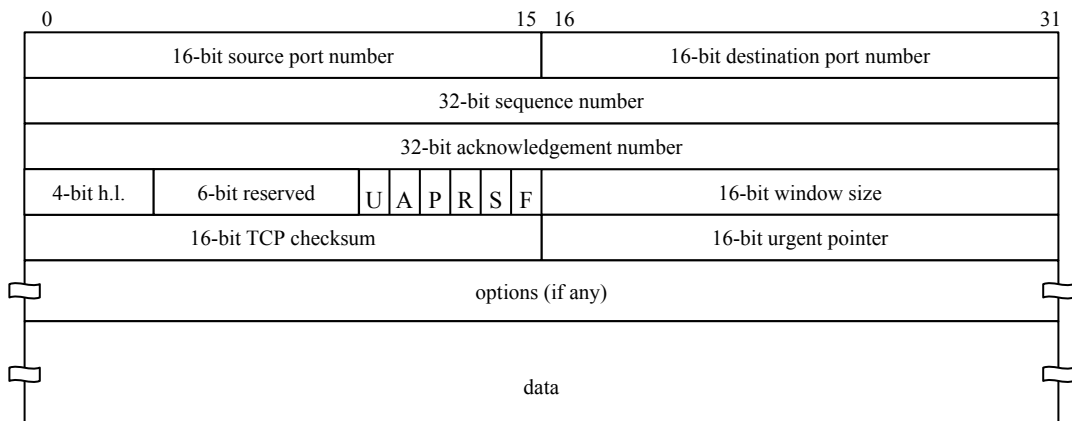 0 15 16 31
16-bit source port number 16-bit destination port number
32-bit sequence number
32-bit acknowledgement number
4-bit h.l. 6-bit reserved U A P R S F 16-bit window size
16-bit TCP checksum 16-bit urgent pointer
options (if any)
data